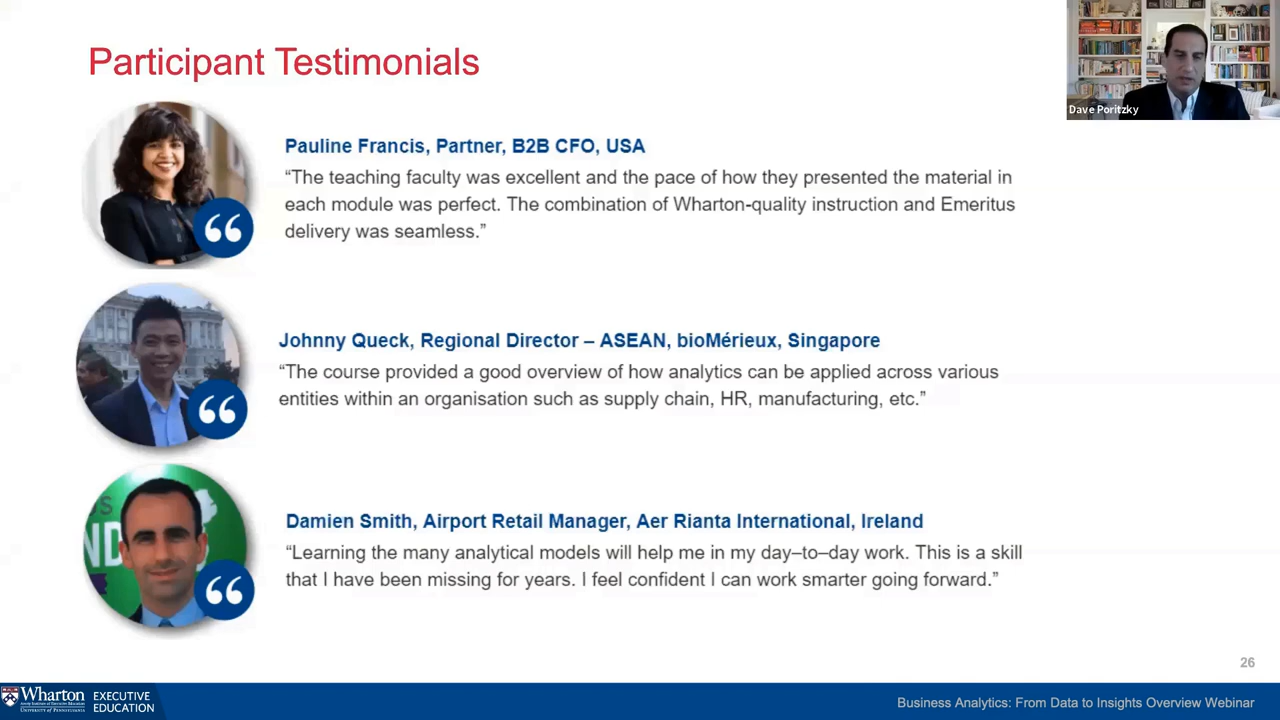 Participant Testimonials
Dave Poritzky
Pauline Francis, Partner, B2B CFO, USA
“The teaching faculty was excellent and the pace of how they presented the material in
each module was perfect. The combination of Wharton-quality instruction and Emeritus
delivery was seamless.”
Johnny Queck, Regional Director – ASEAN, bioMérieux, Singapore
“The course provided a good overview of how analytics can be applied across various
entities within an organisation such as supply chain, HR, manufacturing, etc.”
Damien Smith, Airport Retail Manager, Aer Rianta International, Ireland
“Learning the many analytical models will help me in my day–to–day work. This is a skill
that I have been missing for years. I feel confident I can work smarter going forward.”
26
Wharton
UNIVERSITY of PENNSYLVANIA
EXECUTIVE
EDUCATION
Business Analytics: From Data to Insights Overview Webinar